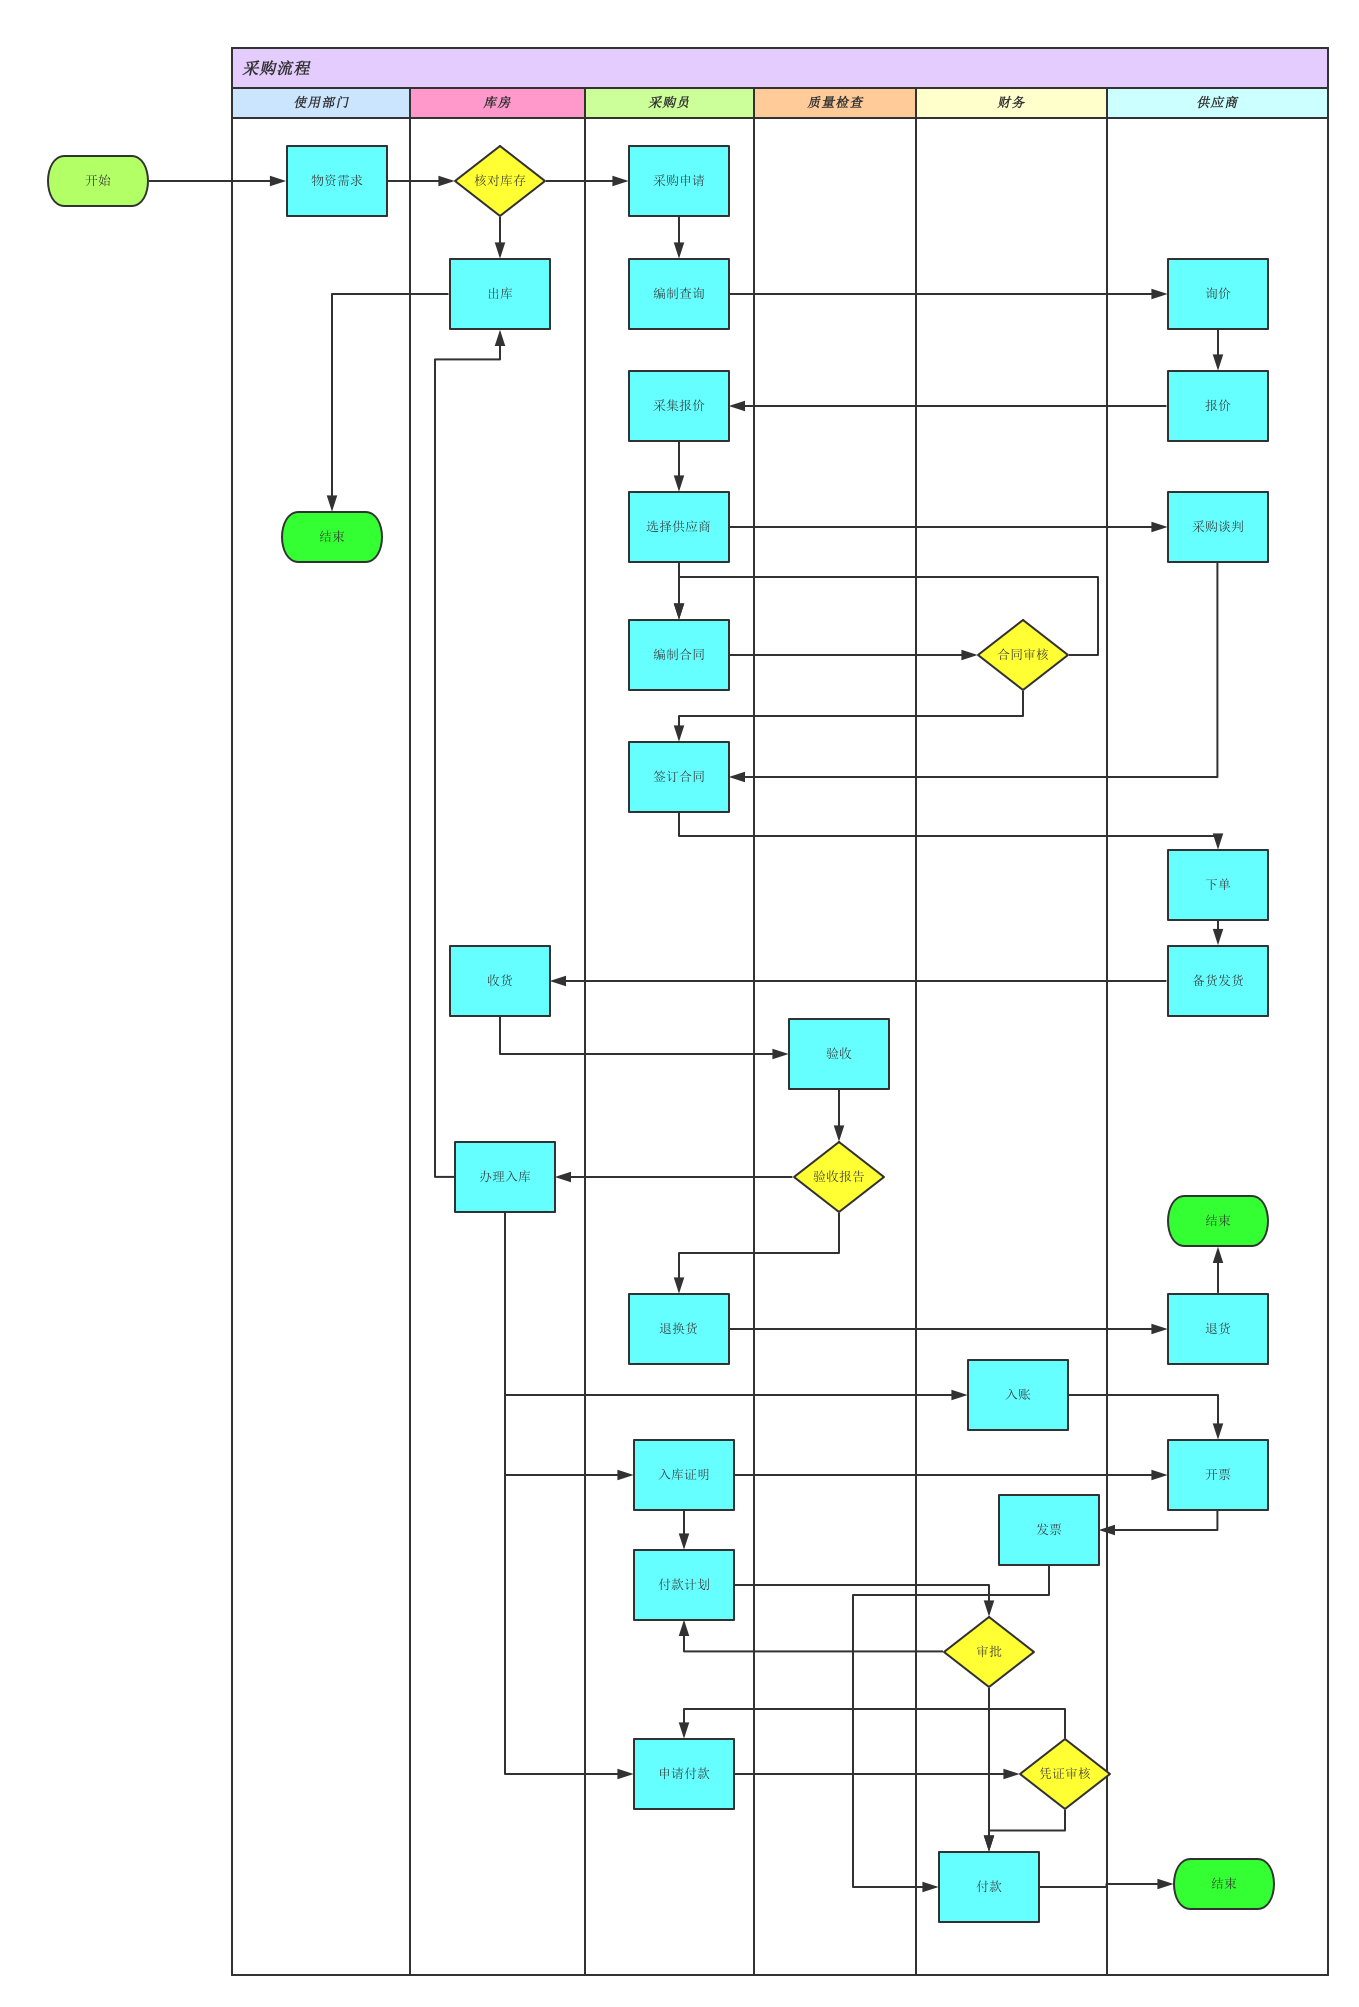 采购流程
使用部门
库房
采购员
质量检查
财务
供应商
开始
物资需求
核对库存
采购申请
出库
编制查询
询价
采集报价
报价
选择供应商
采购谈判
结束
编制合同
合同审核
签订合同
下单
收货
备货发货
验收
办理入库
验收报告
结束
退换货
退货
入账
入库证明
开票
发票
付款计划
审批
申请付款
凭证审核
付款
结束